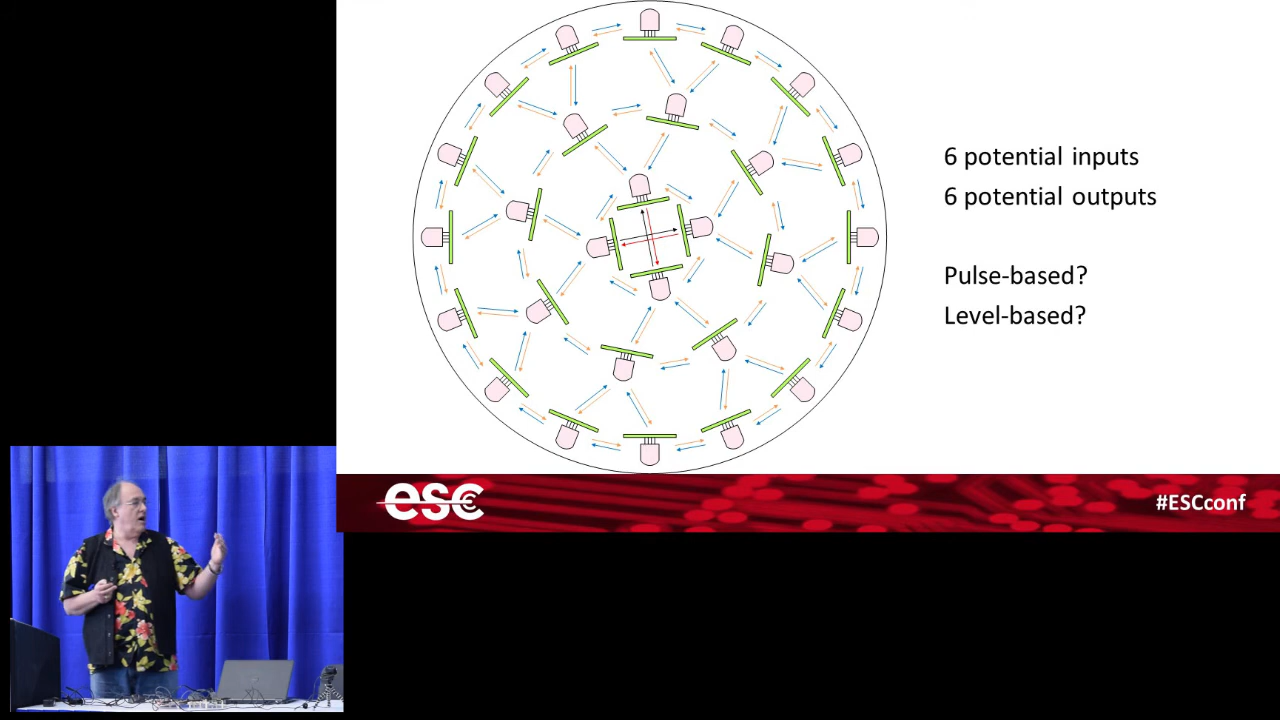 6 potential inputs
6 potential outputs
Pulse-based?
Level-based?
esc
#ESCconf